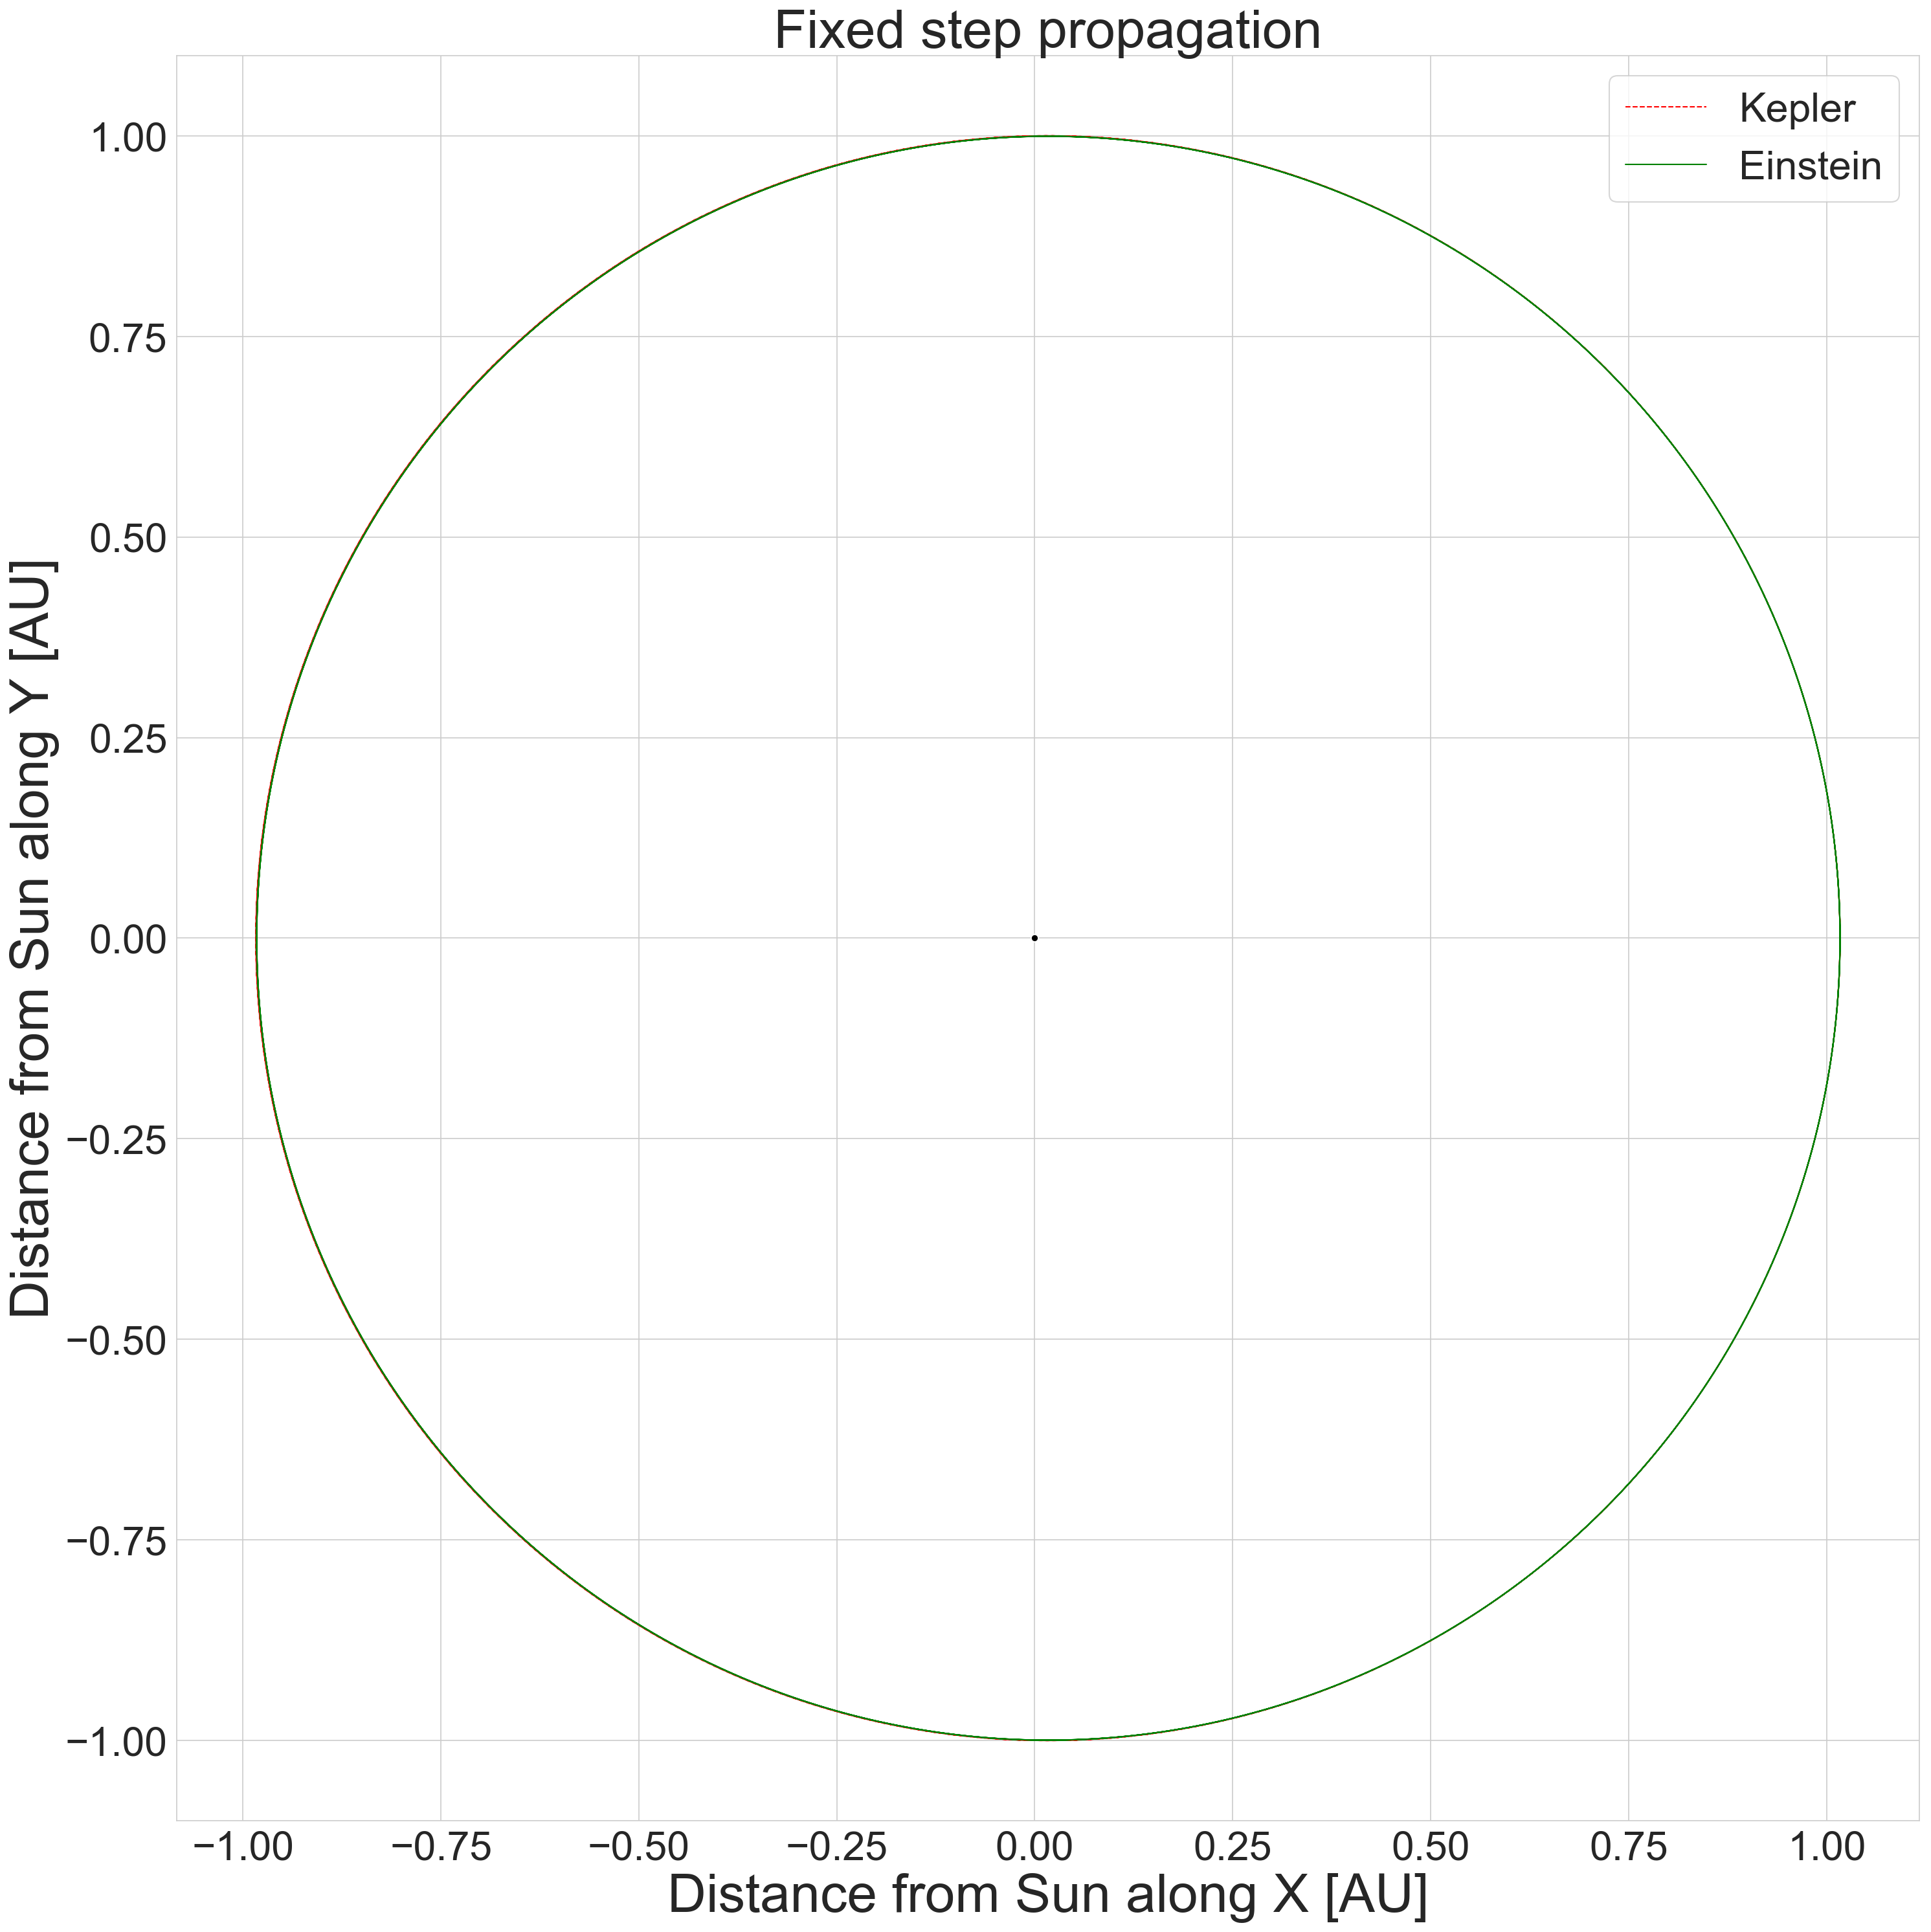 Fixed step propagation
Kepler
Einstein
1.00
0.75
0.50
0.25
0.00
−0.25
−0.50
−0.75
−1.00
Distance from Sun along Y [AU]
−1.00 −0.75 −0.50 −0.25 0.00 0.25 0.50 0.75 1.00
Distance from Sun along X [AU]